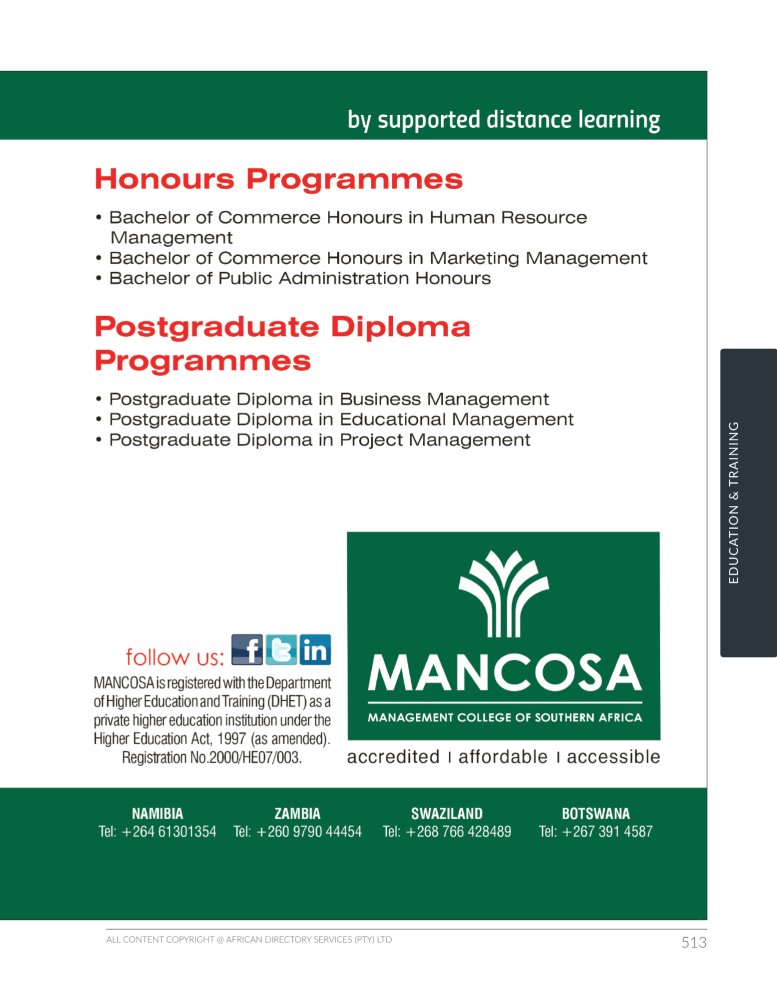 by supported distance learning
Honours Programmes
• Bachelor of Commerce Honours in Human Resource
Management
• Bachelor of Commerce Honours in Marketing Management
• Bachelor of Public Administration Honours
Postgraduate Diploma
Programmes
• Postgraduate Diploma in Business Management
• Postgraduate Diploma in Educational Management
• Postgraduate Diploma in Project Management
EDUCATION & TRAINING
follow us: f t in
MANCOSA is registered with the Department
of Higher Education and Training (DHET) as a
private higher education institution under the
Higher Education Act, 1997 (as amended).
Registration No.2000/HE07/003.
MANCOSA
MANAGEMENT COLLEGE OF SOUTHERN AFRICA
accredited | affordable | accessible
NAMIBIA ZAMBIA SWAZILAND BOTSWANA
Tel: +264 61301354 Tel: +260 9790 44454 Tel: +268 766 428489 Tel: +267 391 4587
ALL CONTENT COPYRIGHT @ AFRICAN DIRECTORY SERVICES (PTY) LTD
513